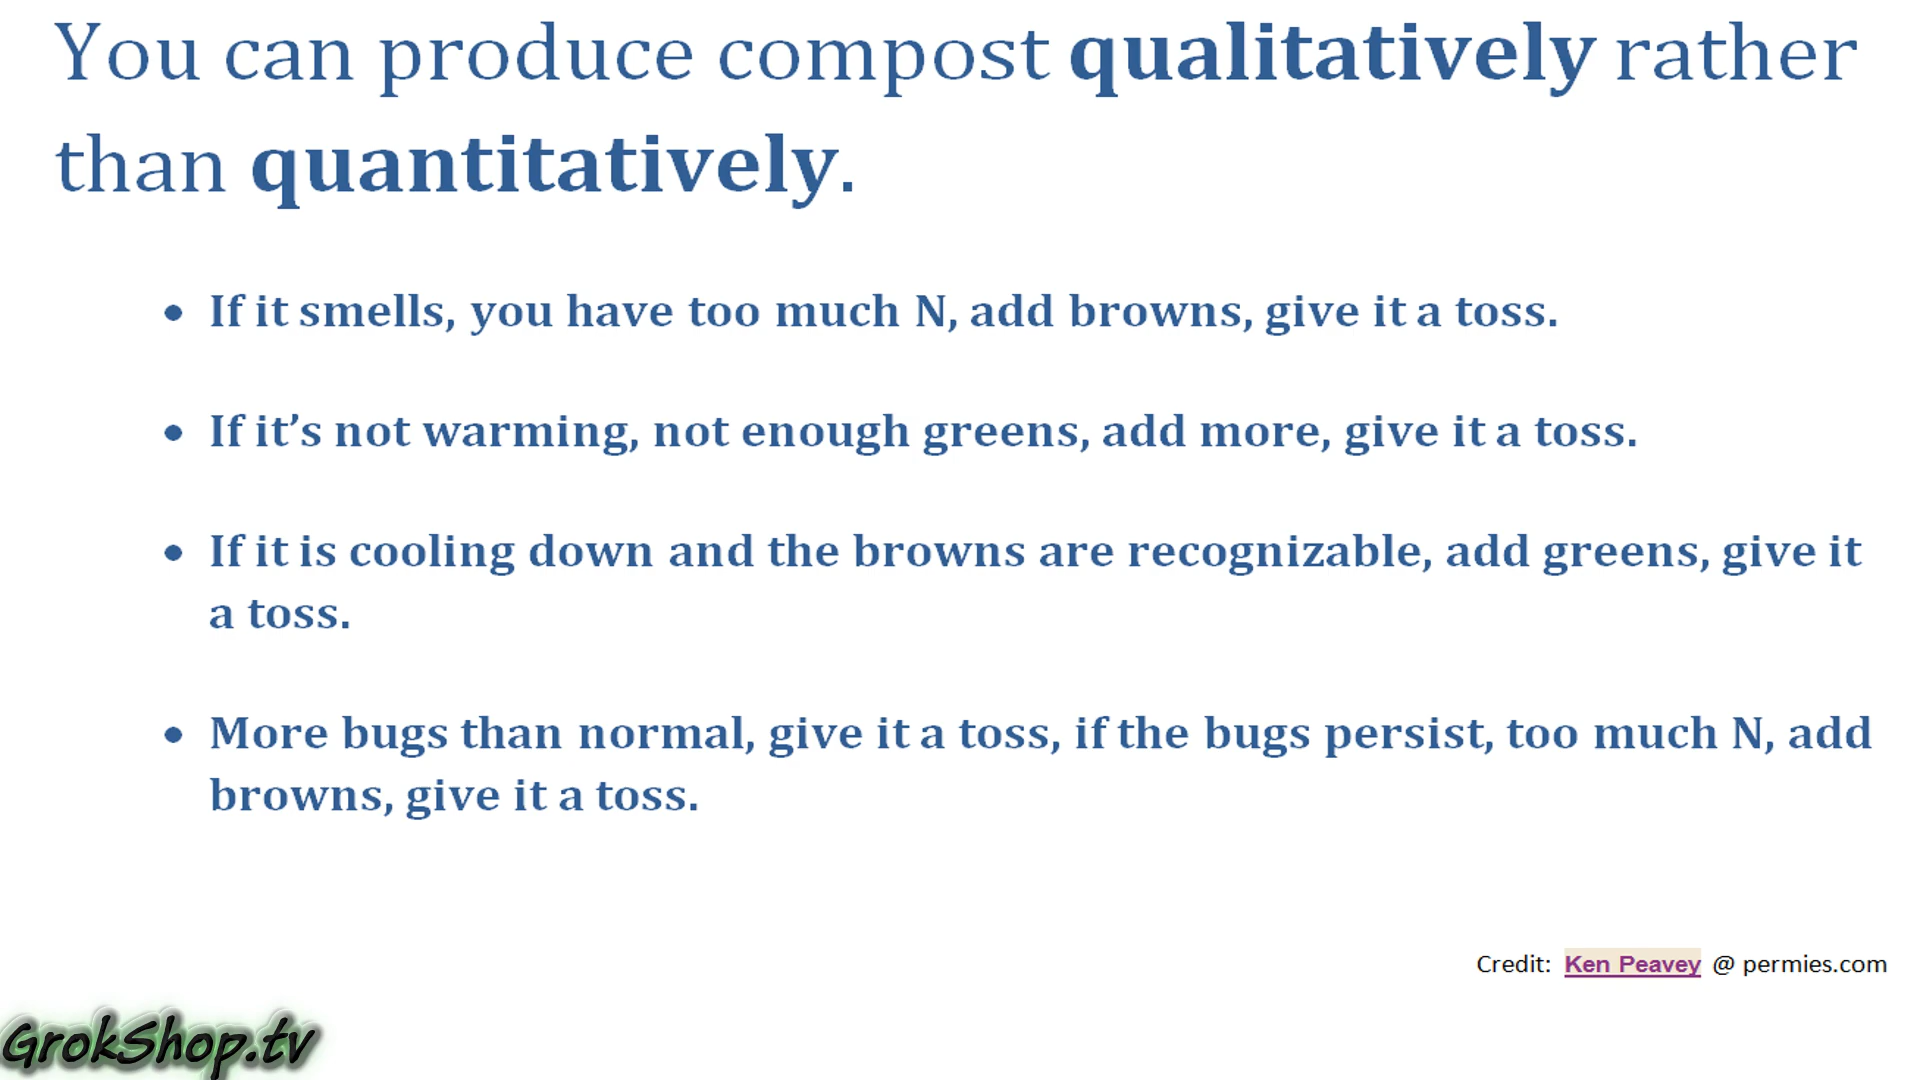 You can produce compost qualitatively rather
than quantitatively.
• If it smells, you have too much N, add browns, give it a toss.
• If it’s not warming, not enough greens, add more, give it a toss.
• If it is cooling down and the browns are recognizable, add greens, give it
a toss.
• More bugs than normal, give it a toss, if the bugs persist, too much N, add
browns, give it a toss.
Credit: Ken Peavey @ permies.com
GrokShop.tv